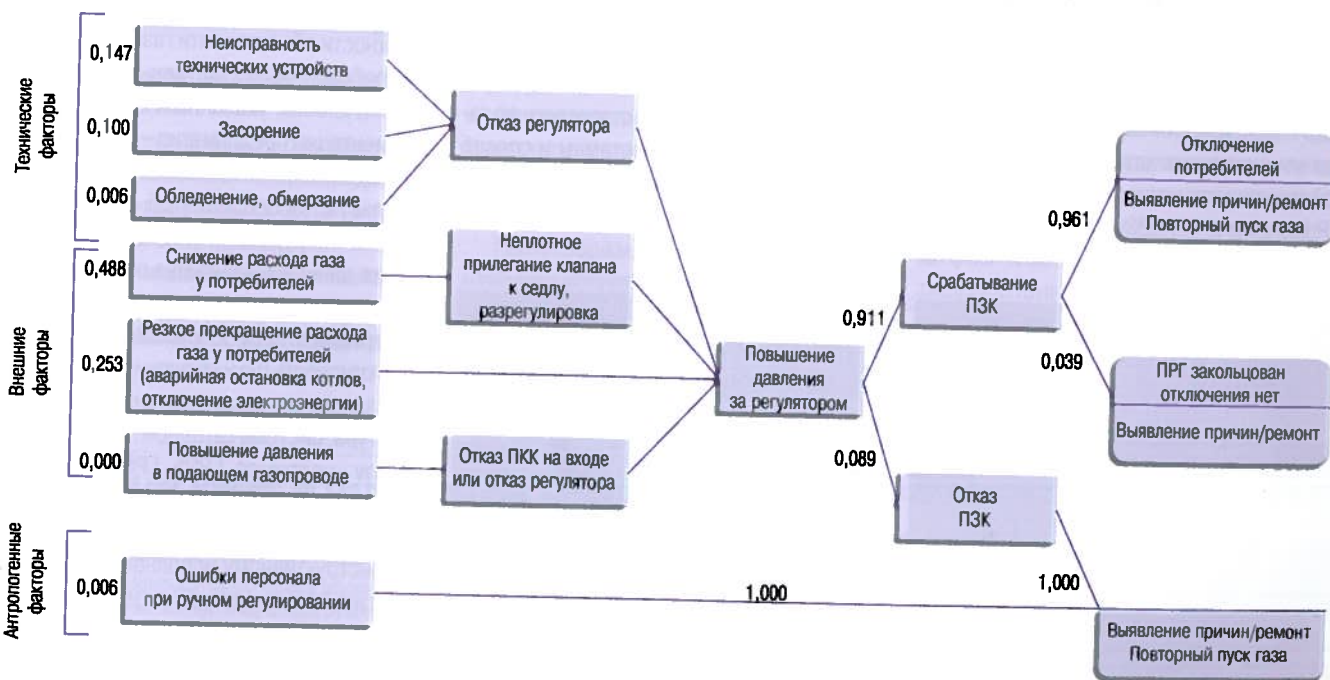 Технические
факторы
0,147
Неисправность
технических устройств
0,100
Засорение
0,006
Обледенение, обмерзание
Отказ регулятора
Внешние
факторы
0,488
Снижение расхода газа
у потребителей
Неплотное
прилегание клапана
к седлу,
разрегулировка
0,253
Резкое прекращение расхода
газа у потребителей
(аварийная остановка котлов,
отключение электроэнергии)
0,000
Повышение давления
в подающем газопроводе
Отказ ПКК на входе
или отказ регулятора
Антропогенные
факторы
0,006
Ошибки персонала
при ручном регулировании
1,000
Повышение
давления
за регулятором
0,911
Срабатывание
ПЗК
0,089
Отказ
ПЗК
0,961
Отключение
потребителей
Выявление причин/ремонт
Повторный пуск газа
0,039
ПРГ закольцован
отключения нет
Выявление причин/ремонт
1,000
Выявление причин/ремонт
Повторный пуск газа